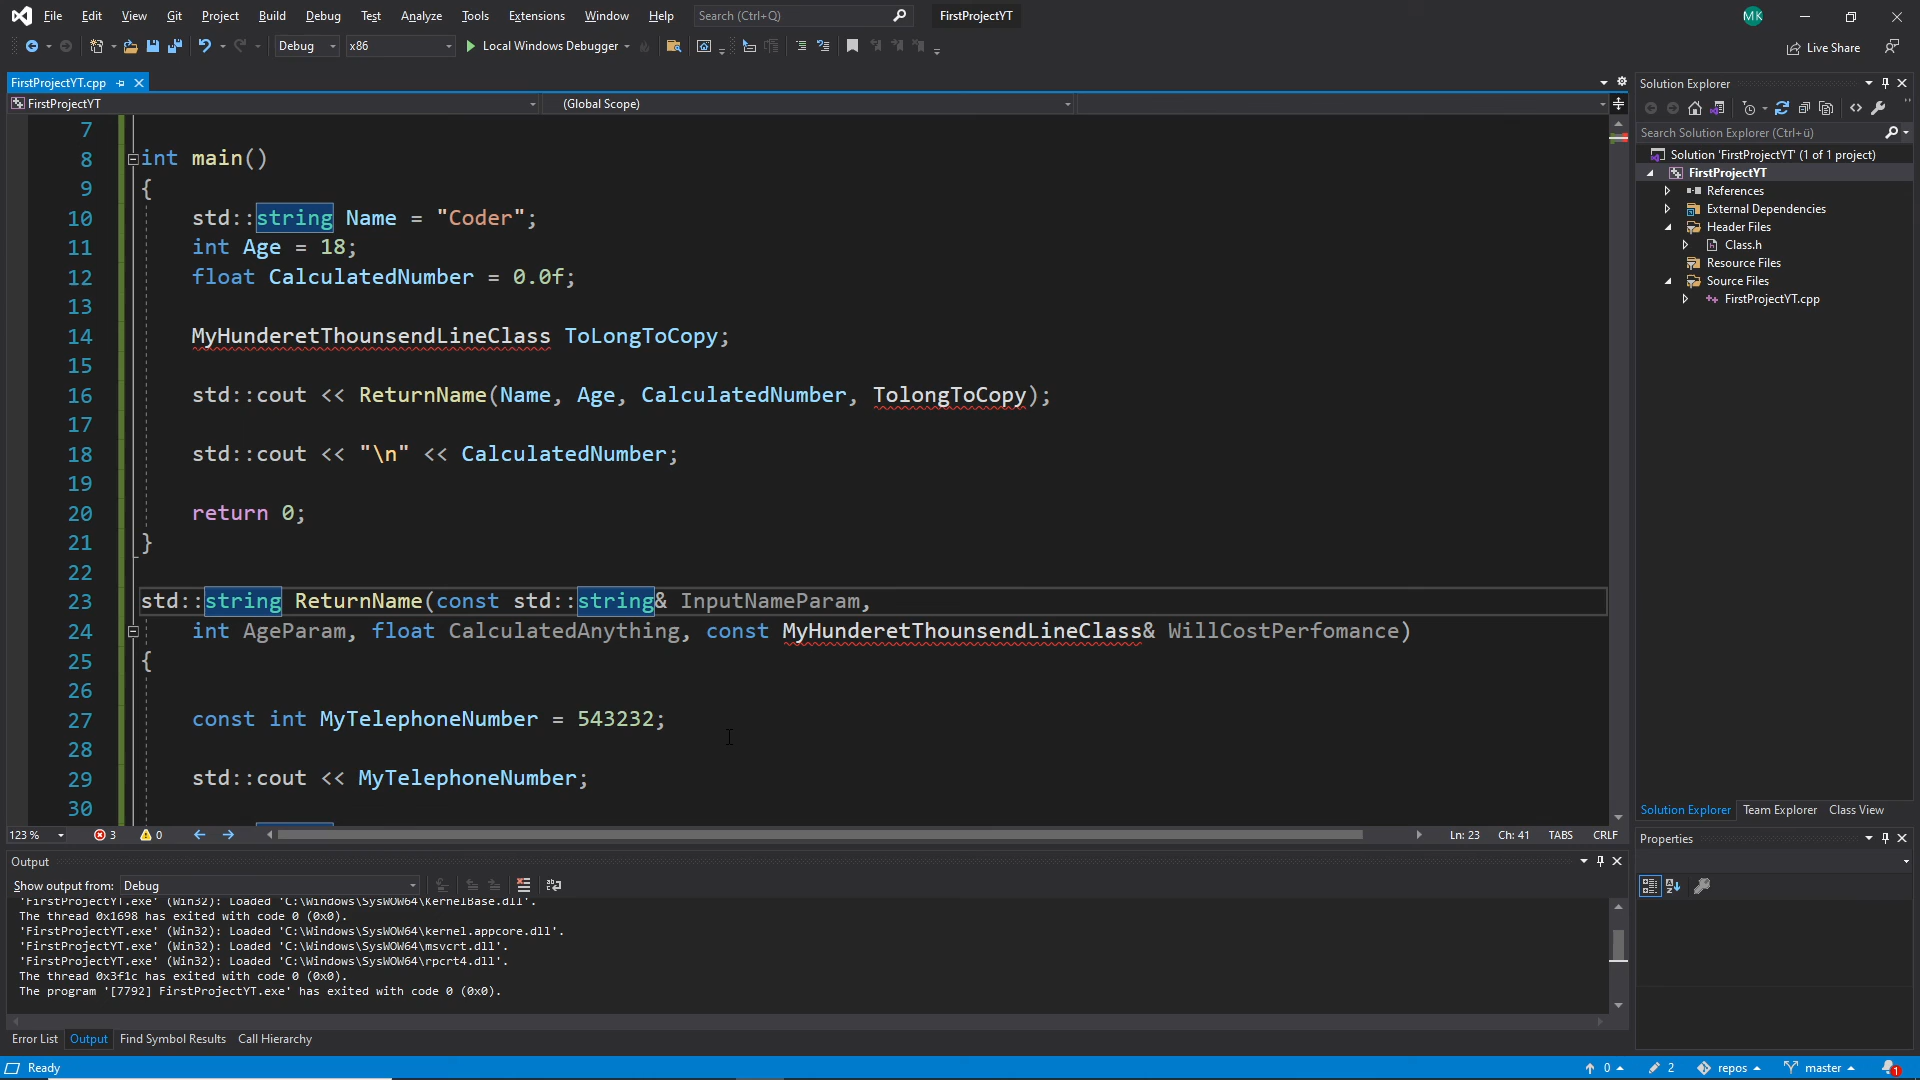 File Edit View Git Project Build Debug Test Analyze Tools Extensions Window Help Search (Ctrl+Q) FirstProjectYT MK
Debug x86 Local Windows Debugger Live Share
FirstProjectYT.cpp
FirstProjectYT (Global Scope)
7
8 int main()
9 {
10 std::string Name = "Coder";
11 int Age = 18;
12 float CalculatedNumber = 0.0f;
13
14 MyHunderetThounsendLineClass ToLongToCopy;
15
16 std::cout << ReturnName(Name, Age, CalculatedNumber, TolongToCopy);
17
18 std::cout << "\n" << CalculatedNumber;
19
20 return 0;
21 }
22
23 std::string ReturnName(const std::string& InputNameParam,
24 int AgeParam, float CalculatedAnything, const MyHunderetThounsendLineClass& WillCostPerfomance)
25 {
26
27 const int MyTelephoneNumber = 543232;
28
29 std::cout << MyTelephoneNumber;
30
123 % 3 0 Ln: 23 Ch: 41 TABS CRLF
Output
Show output from: Debug
'FirstProjectYT.exe' (Win32): Loaded 'C:\Windows\SysWOW64\KernelBase.dll'.
The thread 0x1698 has exited with code 0 (0x0).
'FirstProjectYT.exe' (Win32): Loaded 'C:\Windows\SysWOW64\kernel.appcore.dll'.
'FirstProjectYT.exe' (Win32): Loaded 'C:\Windows\SysWOW64\msvcrt.dll'.
'FirstProjectYT.exe' (Win32): Loaded 'C:\Windows\SysWOW64\rpcrt4.dll'.
The thread 0x3f1c has exited with code 0 (0x0).
The program '[7792] FirstProjectYT.exe' has exited with code 0 (0x0).
Error List Output Find Symbol Results Call Hierarchy
Solution Explorer
Search Solution Explorer (Ctrl+ü)
Solution 'FirstProjectYT' (1 of 1 project)
FirstProjectYT
References
External Dependencies
Header Files
Class.h
Resource Files
Source Files
FirstProjectYT.cpp
Solution Explorer Team Explorer Class View
Properties
Ready 0 2 repos master 1